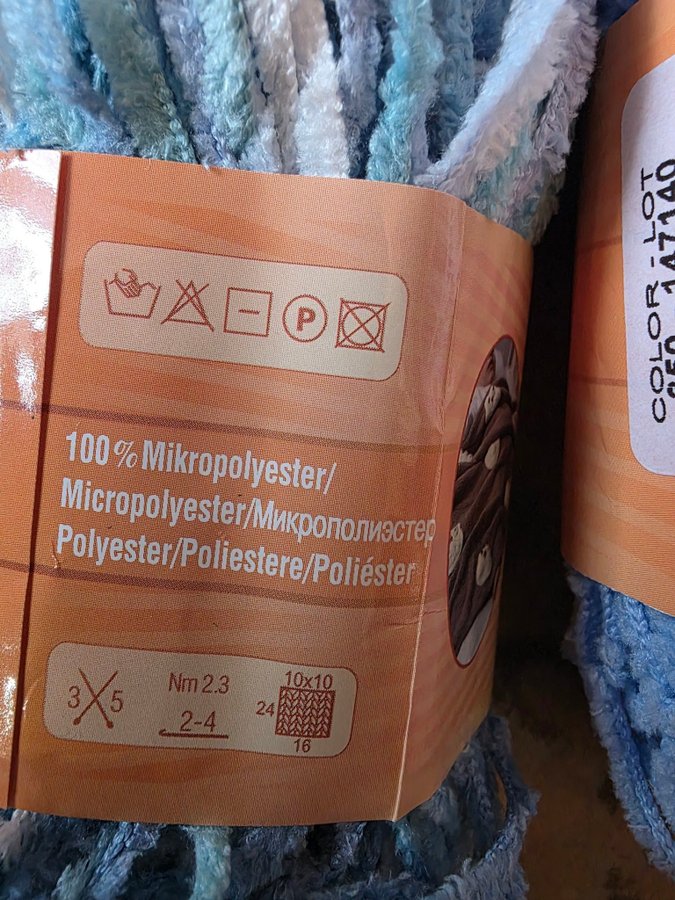 P
100% Mikropolyester/
Micropolyester/Микрополиэстер
Polyester/Poliestere/Poliéster
3 5
Nm 2.3
2-4
10x10
24
16
COLOR - LOT
147140